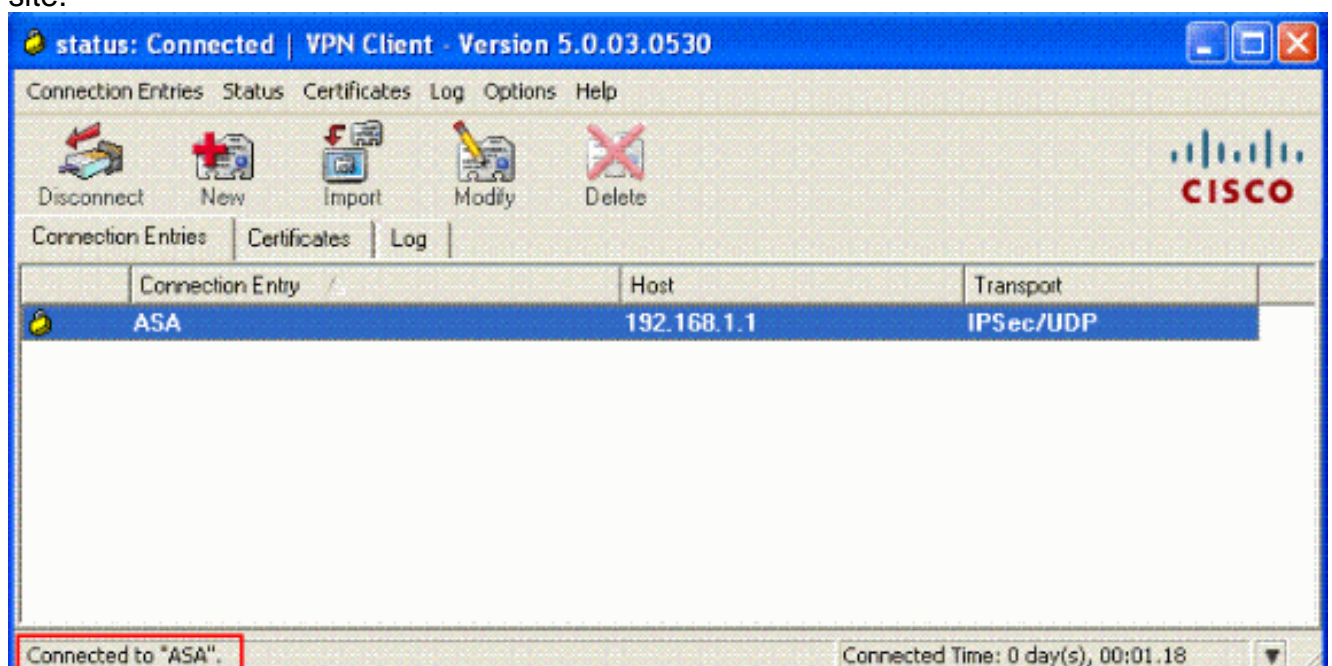 site.
status: Connected | VPN Client - Version 5.0.03.0530
Connection Entries Status Certificates Log Options Help
Disconnect New Import Modify Delete
CISCO
Connection Entries Certificates Log
Connection Entry Host Transport
ASA 192.168.1.1 IPSec/UDP
Connected to "ASA". Connected Time: 0 day(s), 00:01.18